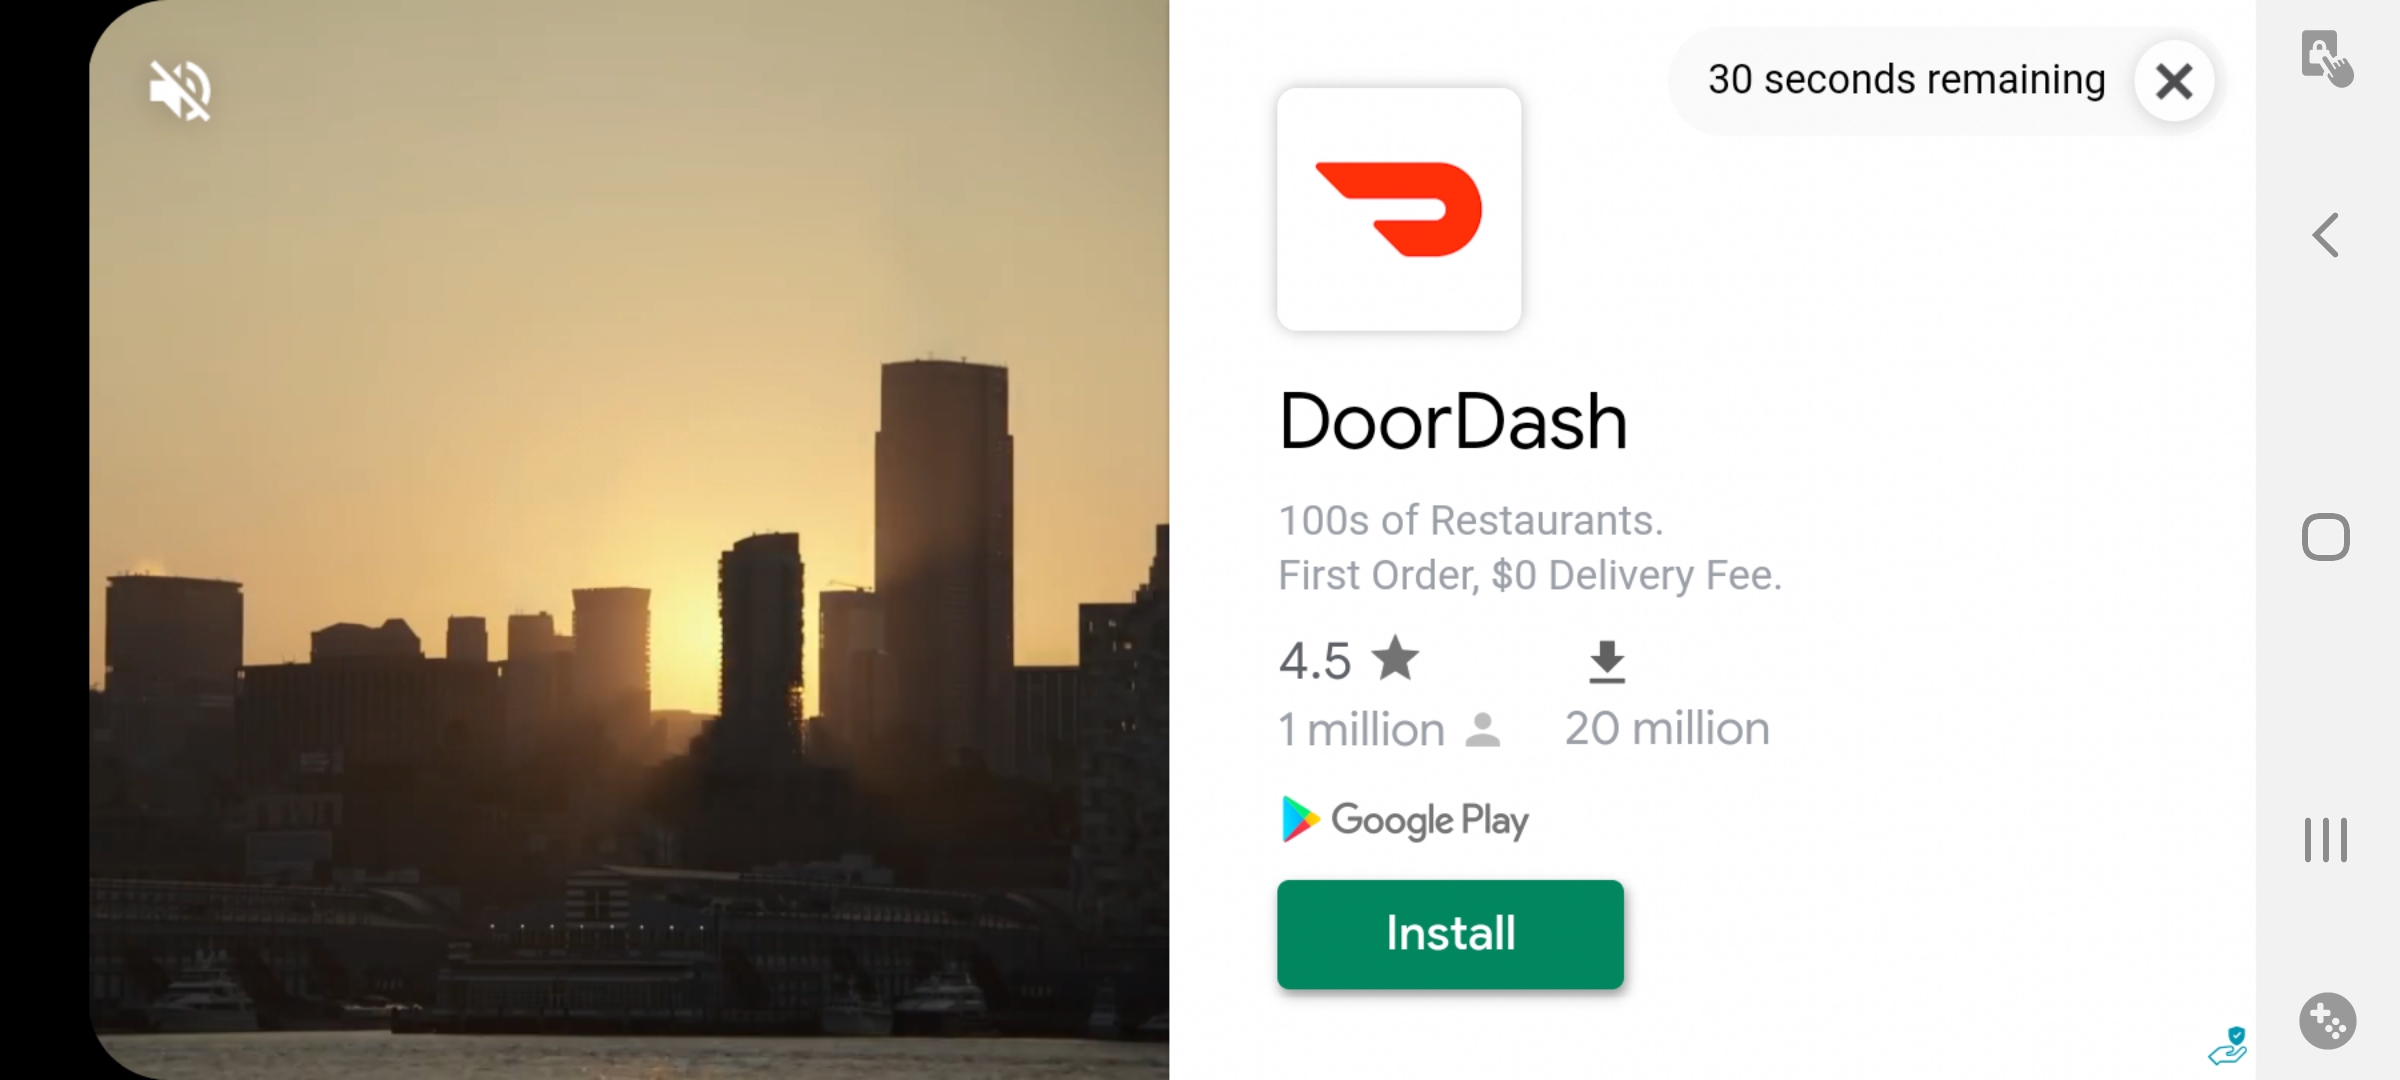 30 seconds remaining
DoorDash
100s of Restaurants.
First Order, $0 Delivery Fee.
4.5
1 million
20 million
Google Play
Install